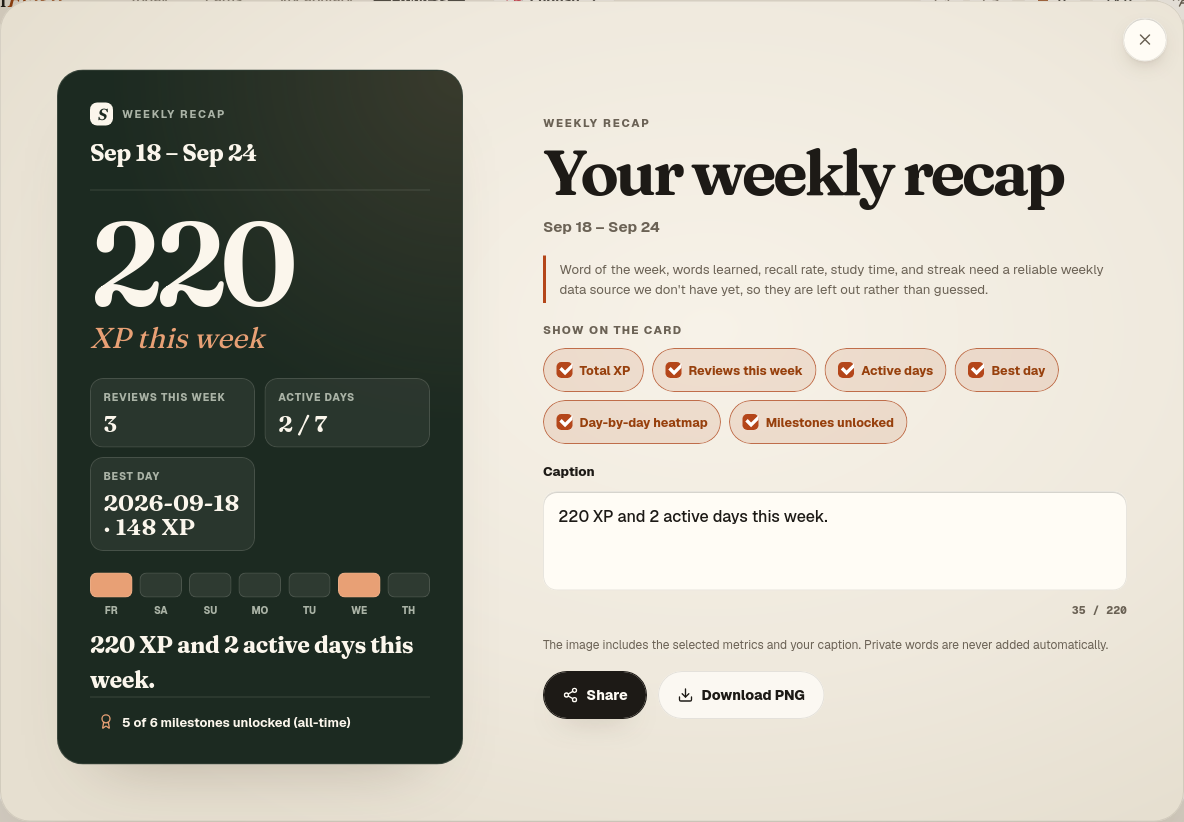 S WEEKLY RECAP
Sep 18 – Sep 24
220
XP this week
REVIEWS THIS WEEK
3
ACTIVE DAYS
2 / 7
BEST DAY
2026-09-18
· 148 XP
FR SA SU MO TU WE TH
220 XP and 2 active days this
week.
5 of 6 milestones unlocked (all-time)
WEEKLY RECAP
Your weekly recap
Sep 18 – Sep 24
Word of the week, words learned, recall rate, study time, and streak need a reliable weekly
data source we don't have yet, so they are left out rather than guessed.
SHOW ON THE CARD
Total XP Reviews this week Active days Best day
Day-by-day heatmap Milestones unlocked
Caption
220 XP and 2 active days this week.
35 / 220
The image includes the selected metrics and your caption. Private words are never added automatically.
Share Download PNG